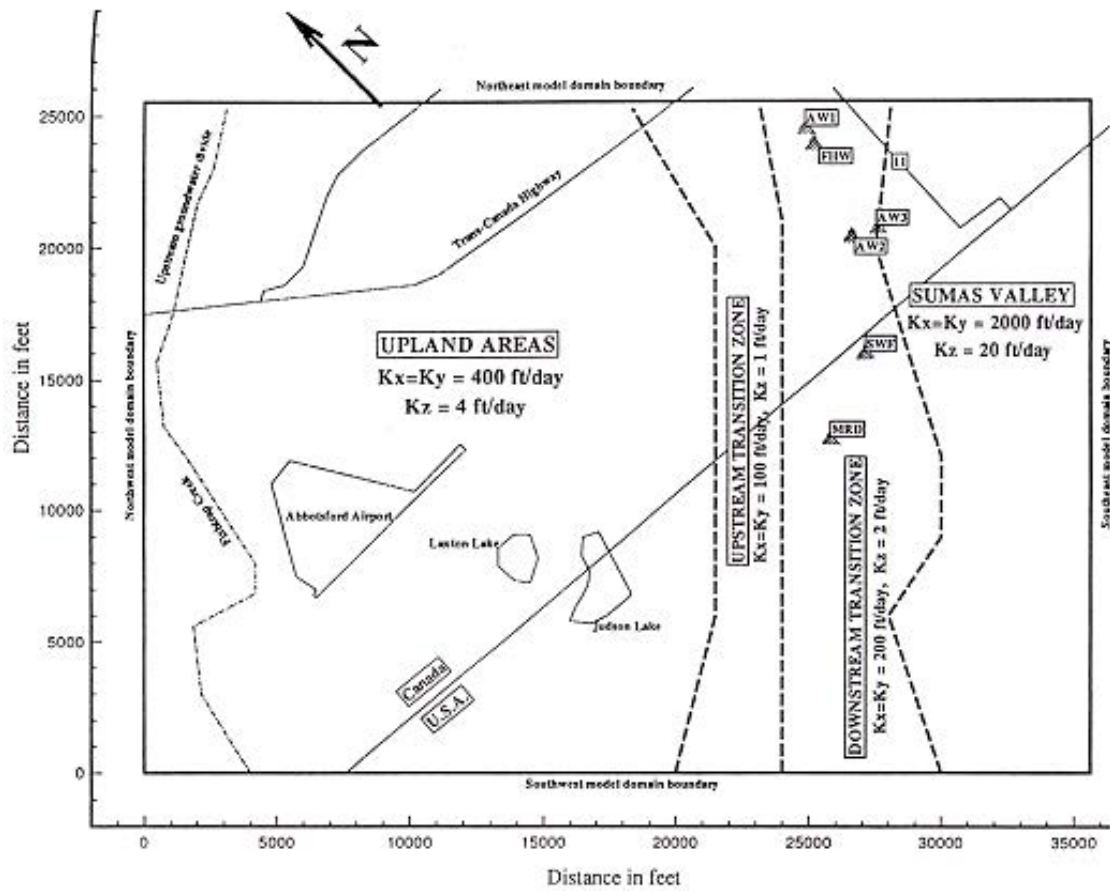 N
Northeast model domain boundary
25000
20000
15000
10000
5000
0
Distance in feet
Upstream groundwater divide
Trans-Canada Highway
AW1
FHW
11
AW3
AW2
SUMAS VALLEY
Kx=Ky = 2000 ft/day
Kz = 20 ft/day
UPLAND AREAS
Kx=Ky = 400 ft/day
Kz = 4 ft/day
SWP
MRD
UPSTREAM TRANSITION ZONE
Kx=Ky = 100 ft/day, Kz = 1 ft/day
DOWNSTREAM TRANSITION ZONE
Kx=Ky = 200 ft/day, Kz = 2 ft/day
Northwest model domain boundary
Southeast model domain boundary
Creek
Abbotsford Airport
Laxton Lake
Judson Lake
Canada
U.S.A.
Southwest model domain boundary
0
5000
10000
15000
20000
25000
30000
35000
Distance in feet